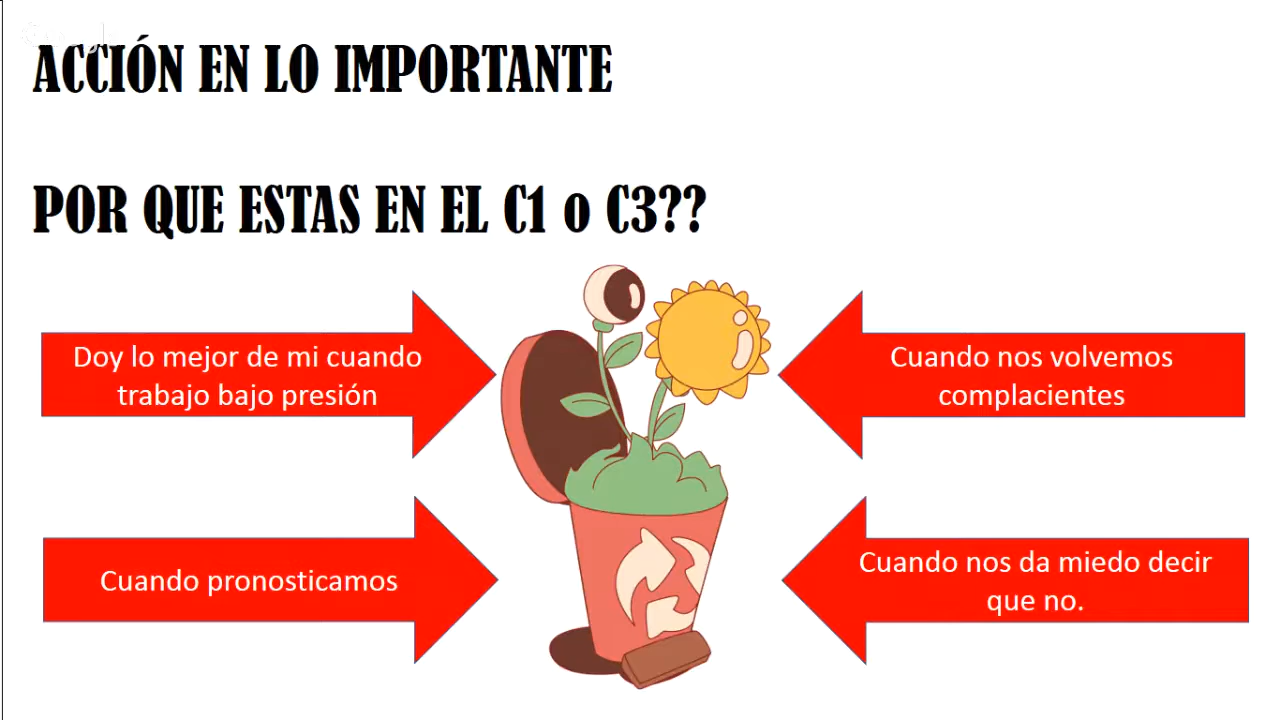 ACCIÓN EN LO IMPORTANTE
POR QUE ESTAS EN EL C1 o C3??
Doy lo mejor de mi cuando
trabajo bajo presión
Cuando nos volvemos
complacientes
Cuando pronosticamos
Cuando nos da miedo decir
que no.